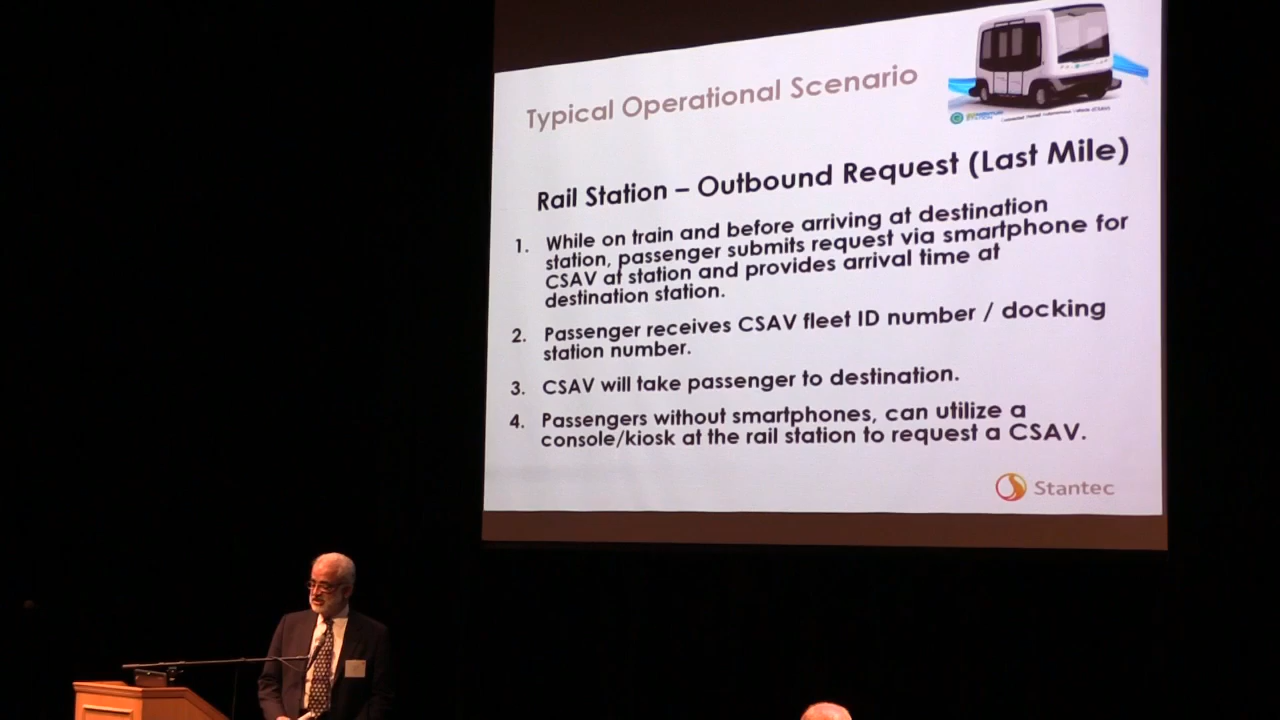 Typical Operational Scenario
Rail Station – Outbound Request (Last Mile)
1. While on train and before arriving at destination
station, passenger submits request via smartphone for
CSAV at station and provides arrival time at
destination station.
2. Passenger receives CSAV fleet ID number / docking
station number.
3. CSAV will take passenger to destination.
4. Passengers without smartphones, can utilize a
console/kiosk at the rail station to request a CSAV.
Stantec